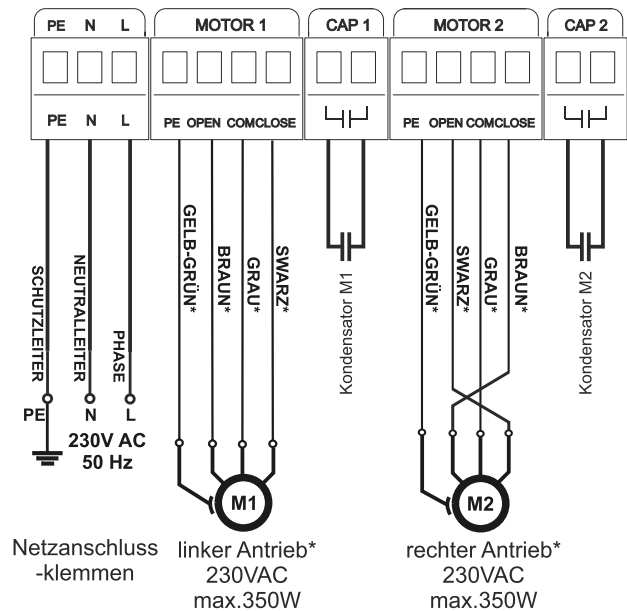 PE N L
MOTOR 1
CAP 1
MOTOR 2
CAP 2
PE N L
PE OPEN COMCLOSE
PE OPEN COMCLOSE
SCHUTZLEITER
NEUTRALLEITER
PHASE
GELB-GRÜN*
BRAUN*
GRAU*
SWARZ*
Kondensator M1
GELB-GRÜN*
SWARZ*
GRAU*
BRAUN*
Kondensator M2
PE N L
230V AC
50 Hz
M1
M2
Netzanschluss
-klemmen
linker Antrieb*
230VAC
max.350W
rechter Antrieb*
230VAC
max.350W